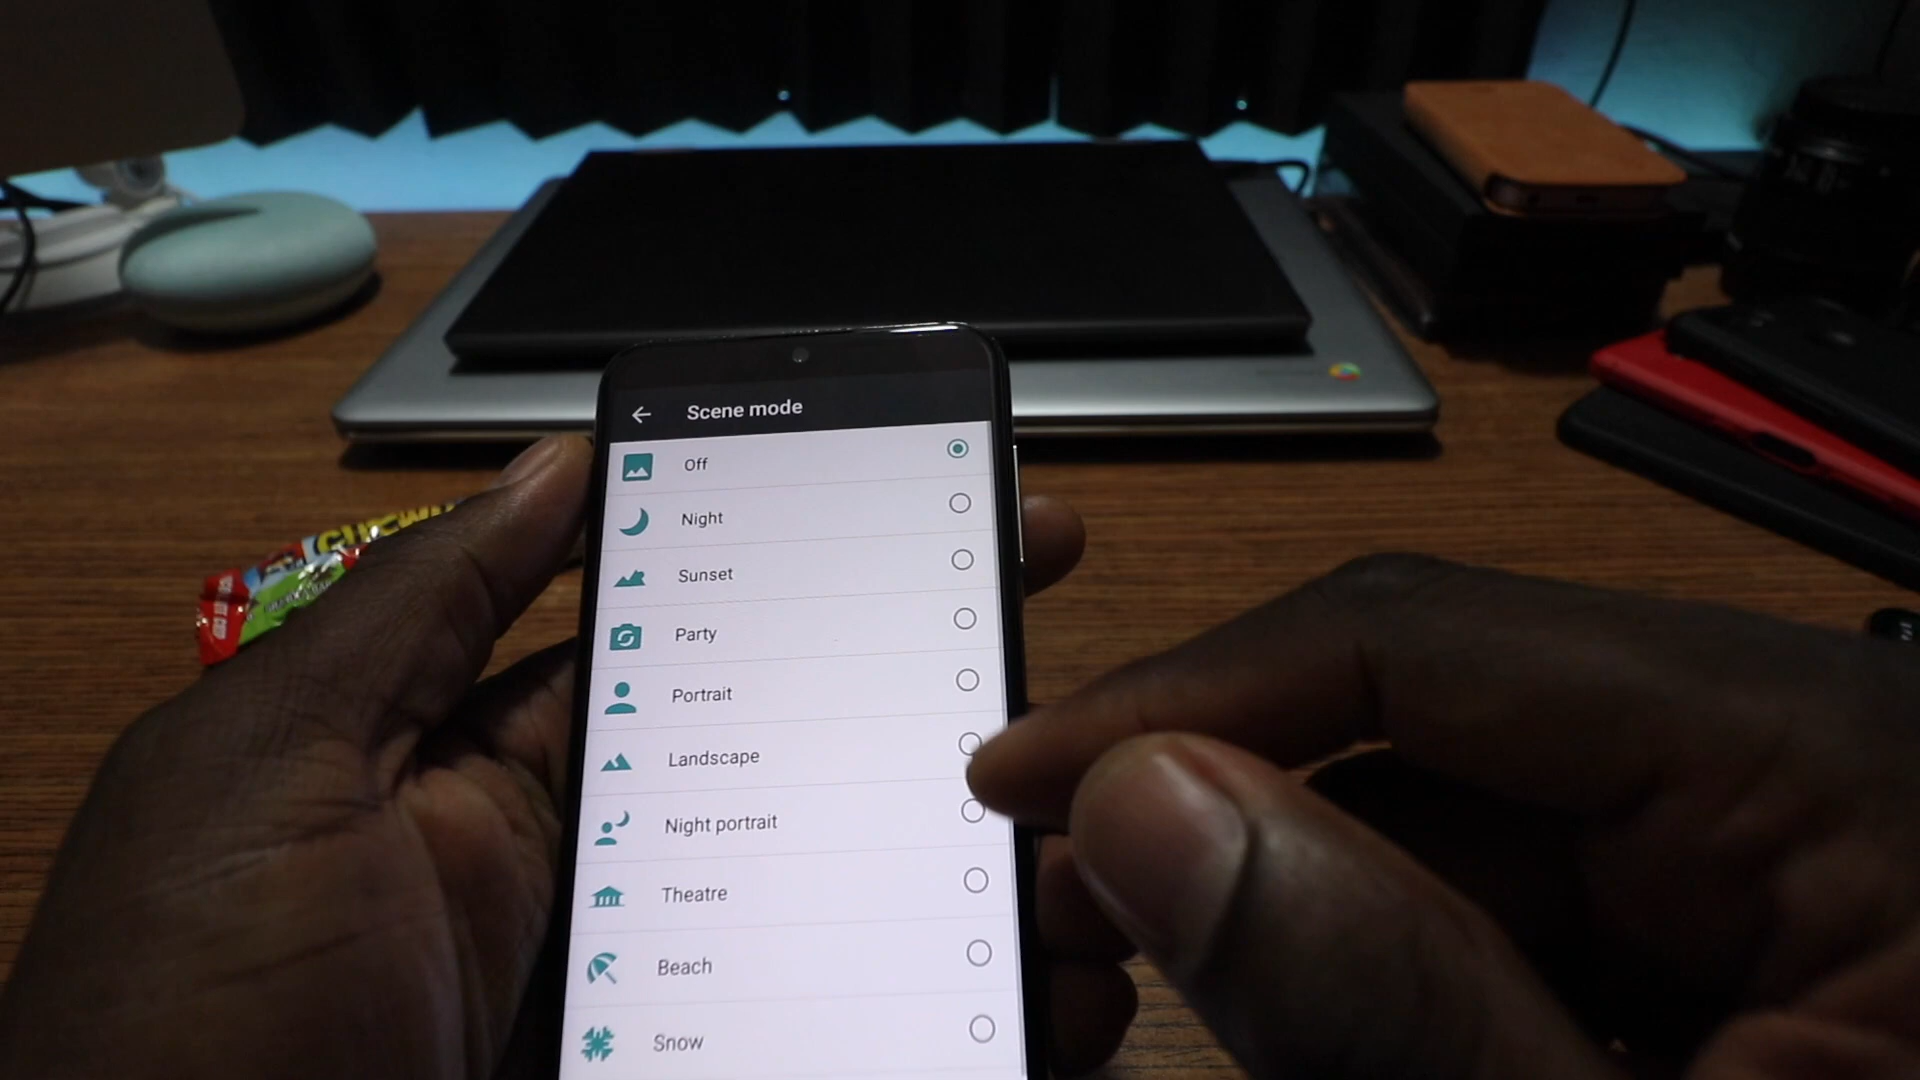 Scene mode
Off
Night
Sunset
Party
Portrait
Landscape
Night portrait
Theatre
Beach
Snow